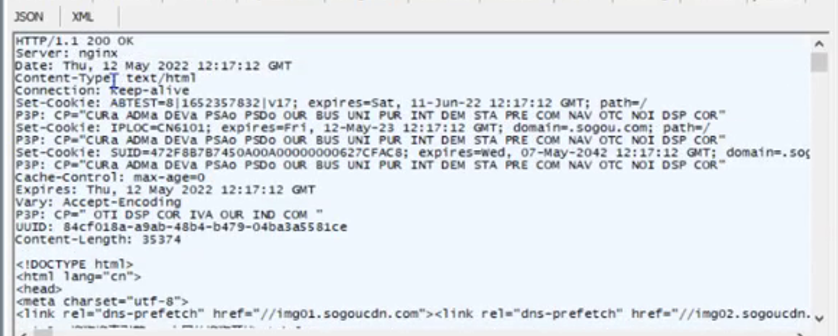 JSON XML
HTTP/1.1 200 OK
Server: nginx
Date: Thu, 12 May 2022 12:17:12 GMT
Content-Type: text/html
Connection: keep-alive
Set-Cookie: ABTEST=8|1652357832|v17; expires=Sat, 11-Jun-22 12:17:12 GMT; path=/
P3P: CP="CURa ADMa DEVa PSAo PSDo OUR BUS UNI PUR INT DEM STA PRE COM NAV OTC NOI DSP COR"
Set-Cookie: IPLOC=CN6101; expires=Fri, 12-May-23 12:17:12 GMT; domain=.sogou.com; path=/
P3P: CP="CURa ADMa DEVa PSAo PSDo OUR BUS UNI PUR INT DEM STA PRE COM NAV OTC NOI DSP COR"
Set-Cookie: SUID=472F8B7B7450A00A00000000627CFAC8; expires=Wed, 07-May-2042 12:17:12 GMT; domain=.sog
P3P: CP="CURa ADMa DEVa PSAo PSDo OUR BUS UNI PUR INT DEM STA PRE COM NAV OTC NOI DSP COR"
Cache-Control: max-age=0
Expires: Thu, 12 May 2022 12:17:12 GMT
Vary: Accept-Encoding
P3P: CP=" OTI DSP COR IVA OUR IND COM "
UUID: 84cf018a-a9ab-48b4-b479-04ba3a5581ce
Content-Length: 35374
<!DOCTYPE html>
<html lang="cn">
<head>
<meta charset="utf-8">
<link rel="dns-prefetch" href="//img01.sogoucdn.com"><link rel="dns-prefetch" href="//img02.sogoucdn.